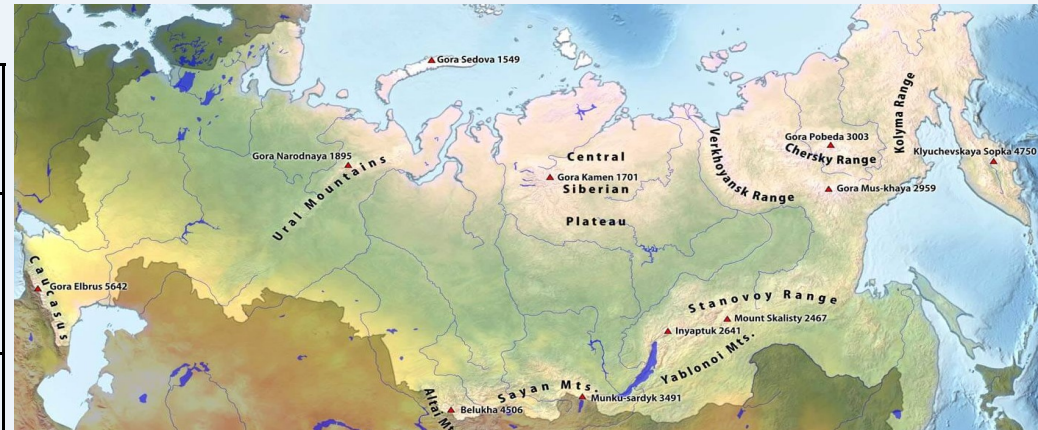 Gora Sedova 1549
Kolyma Range
Gora Pobeda 3003
Chersky Range
Klyuchevskaya Sopka 4750
Verkhoyansk Range
Gora Narodnaya 1895
Ural Mountains
Central
Gora Kamen 1701
Siberian
Plateau
Gora Mus-khaya 2959
Caucasus
Gora Elbrus 5642
Stanovoy Range
Mount Skalisty 2467
Inyaptuk 2641
Yablonoi Mts.
Sayan Mts.
Munku-sardyk 3491
Altai M
Belukha 4506